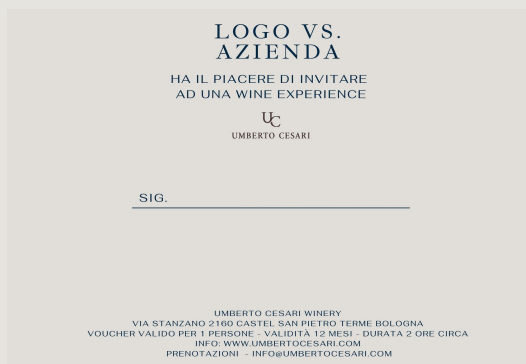 LOGO VS.
AZIENDA
HA IL PIACERE DI INVITARE
AD UNA WINE EXPERIENCE
UC
UMBERTO CESARI
SIG.
UMBERTO CESARI WINERY
VIA STANZANO 2160 CASTEL SAN PIETRO TERME BOLOGNA
VOUCHER VALIDO PER 1 PERSONE - VALIDITÀ 12 MESI - DURATA 2 ORE CIRCA
INFO: WWW.UMBERTOCESARI.COM
PRENOTAZIONI - INFO@UMBERTOCESARI.COM